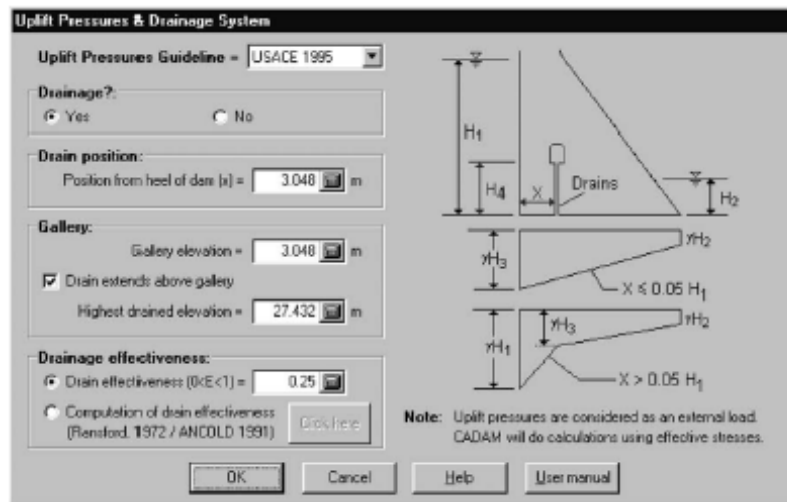 Uplift Pressures & Drainage System
Uplift Pressures Guideline = USACE 1995
Drainage?:
Yes No
Drain position:
Position from heel of dam (x) = 3.048 m
Gallery:
Gallery elevation = 3.048 m
Drain extends above gallery
Highest drained elevation = 27.432 m
Drainage effectiveness:
Drain effectiveness (0<E<1) = 0.25
Computation of drain effectiveness
(Ransford, 1972 / ANCOLD 1991)
Click here
H1
H4
X
Drains
H2
γH3
γH2
X ≤ 0.05 H1
γH1
γH3
γH2
X > 0.05 H1
Note: Uplift pressures are considered as an external load.
CADAM will do calculations using effective stresses.
OK Cancel Help User manual